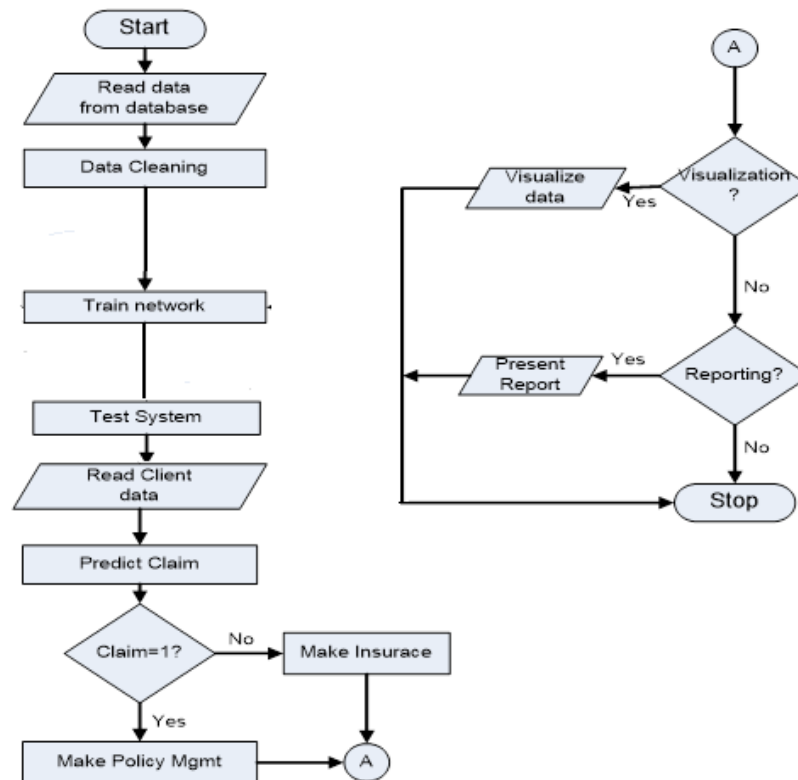 Start
Read data
from database
Data Cleaning
Train network
Test System
Read Client
data
Predict Claim
Claim=1?
No
Make Insurace
Yes
Make Policy Mgmt
A
A
Visualization
?
Yes
Visualize
data
No
Reporting?
Yes
Present
Report
No
Stop